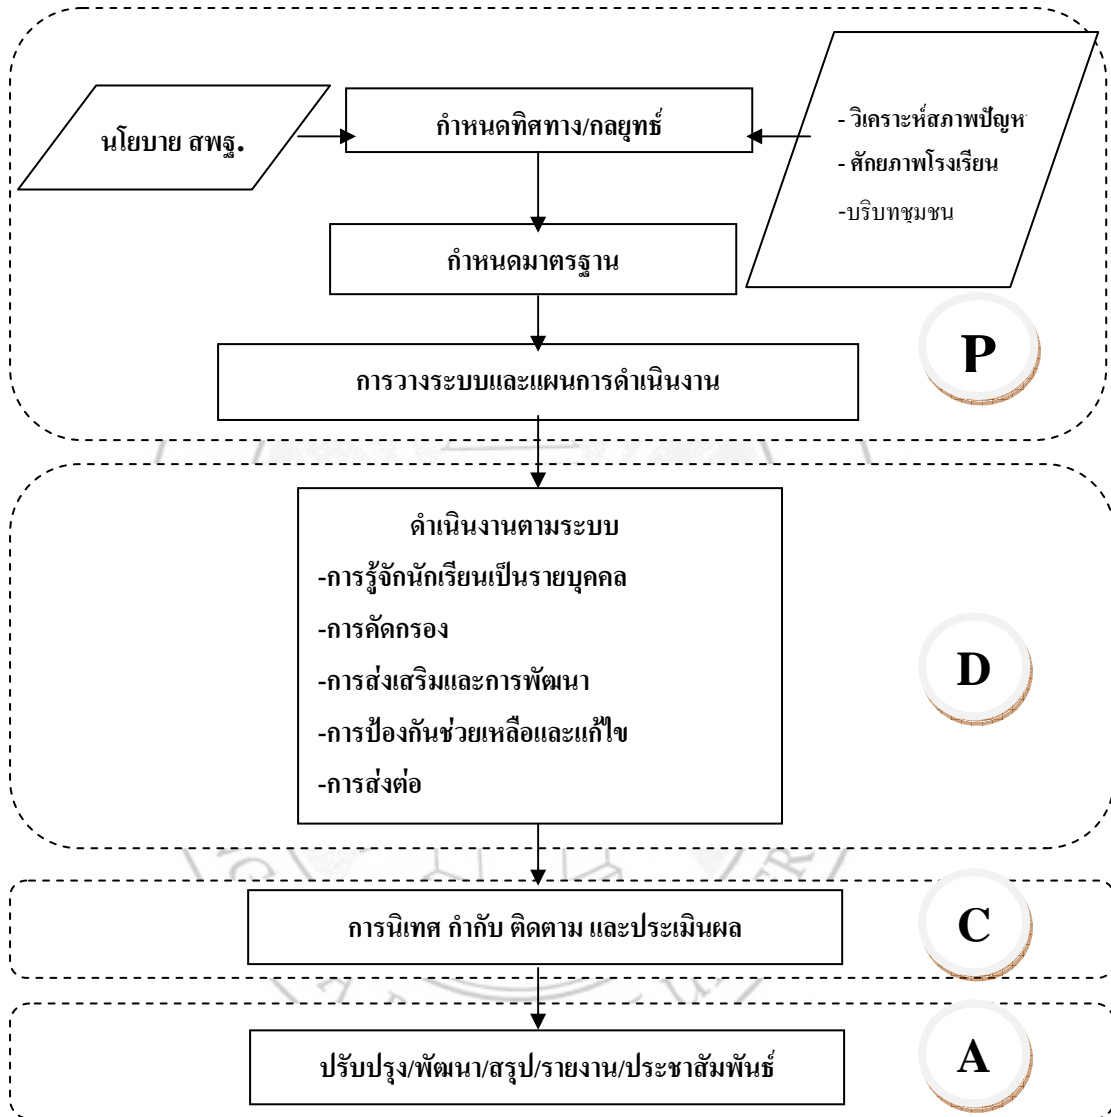 นโยบาย สพฐ.
กำหนดทิศทาง/กลยุทธ์
- วิเคราะห์สภาพปัญห
- ศักยภาพโรงเรียน
-บริบทชุมชน
กำหนดมาตรฐาน
การวางระบบและแผนการดำเนินงาน
P
ดำเนินงานตามระบบ
-การรู้จักนักเรียนเป็นรายบุคคล
-การคัดกรอง
-การส่งเสริมและการพัฒนา
-การป้องกันช่วยเหลือและแก้ไข
-การส่งต่อ
D
การนิเทศ กำกับ ติดตาม และประเมินผล
C
ปรับปรุง/พัฒนา/สรุป/รายงาน/ประชาสัมพันธ์
A